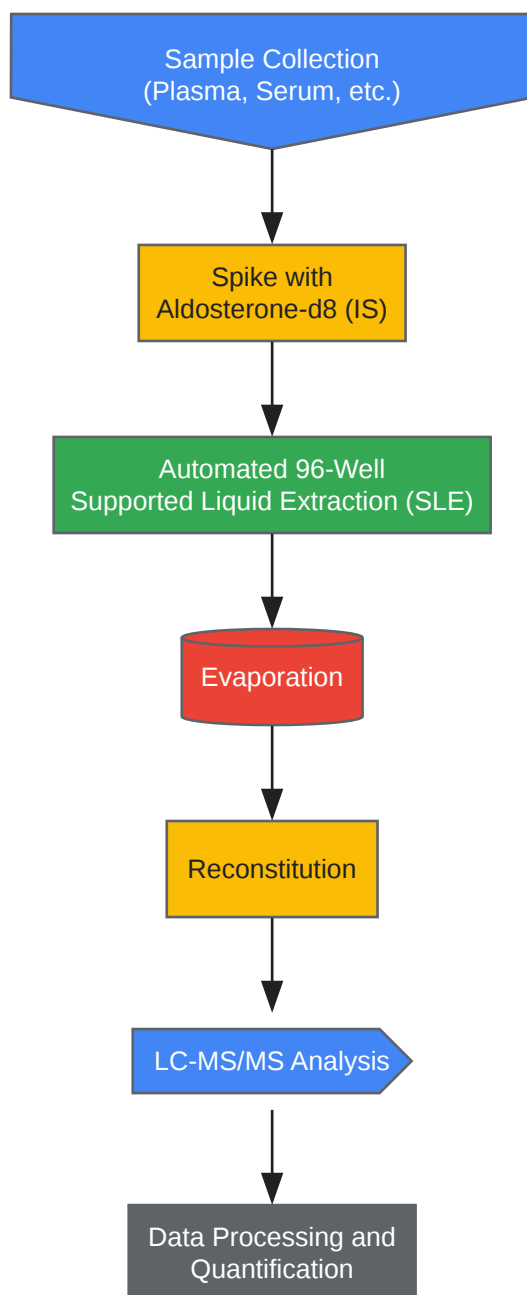 Sample Collection
(Plasma, Serum, etc.)
Spike with
Aldosterone-d8 (IS)
Automated 96-Well
Supported Liquid Extraction (SLE)
Evaporation
Reconstitution
LC-MS/MS Analysis
Data Processing and
Quantification